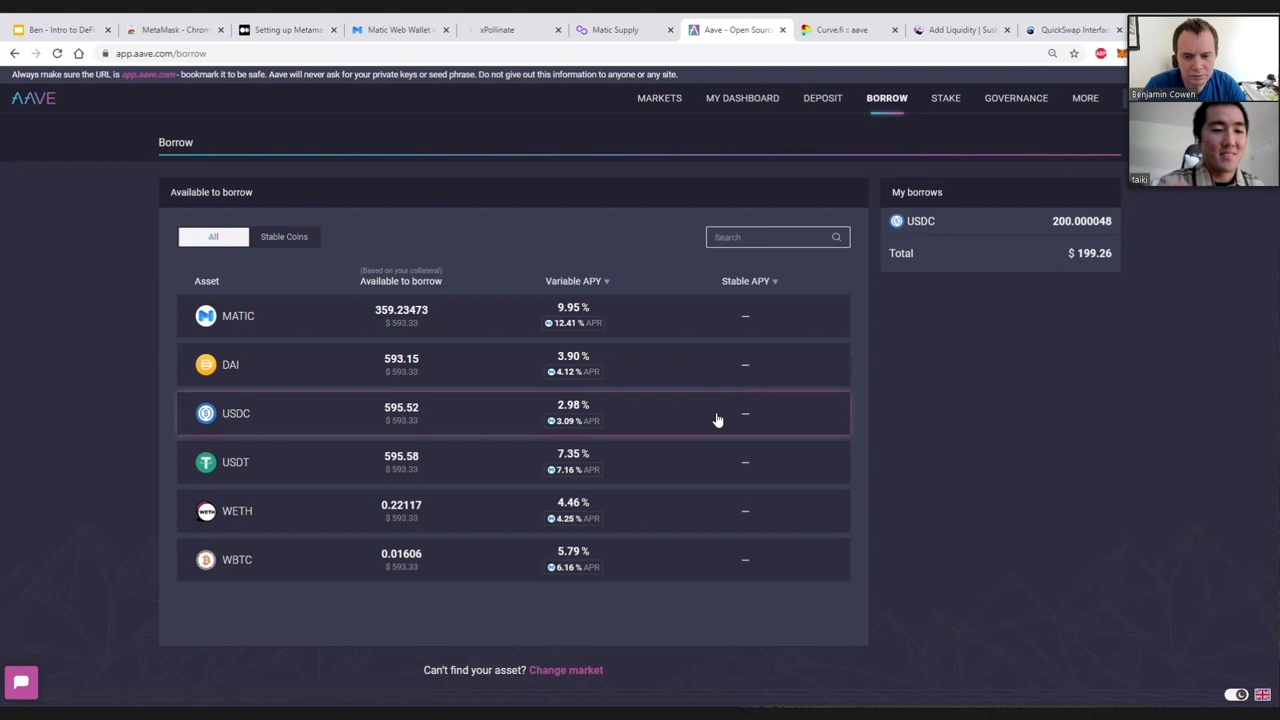 Ben - Intro to DeFi
MetaMask - Chrom
Setting up Metama
Matic Web Wallet
xPollinate
Matic Supply
Aave - Open Sourc
Curve.fi :: aave
Add Liquidity | Sush
QuickSwap Interfa
app.aave.com/borrow
Always make sure the URL is app.aave.com - bookmark it to be safe. Aave will never ask for your private keys or seed phrase. Do not give out this information to anyone or any site.
AAVE
MARKETS
MY DASHBOARD
DEPOSIT
BORROW
STAKE
GOVERNANCE
MORE
Benjamin Cowen
taiki
Borrow
Available to borrow
All
Stable Coins
Search
Asset
(Based on your collateral)
Available to borrow
Variable APY
Stable APY
MATIC
359.23473
$ 593.33
9.95 %
12.41 % APR
—
DAI
593.15
$ 593.33
3.90 %
4.12 % APR
—
USDC
595.52
$ 593.33
2.98 %
3.09 % APR
—
USDT
595.58
$ 593.33
7.35 %
7.16 % APR
—
WETH
WETH
0.22117
$ 593.33
4.46 %
4.25 % APR
—
WBTC
0.01606
$ 593.33
5.79 %
6.16 % APR
—
My borrows
USDC
200.000048
Total
$ 199.26
Can't find your asset? Change market